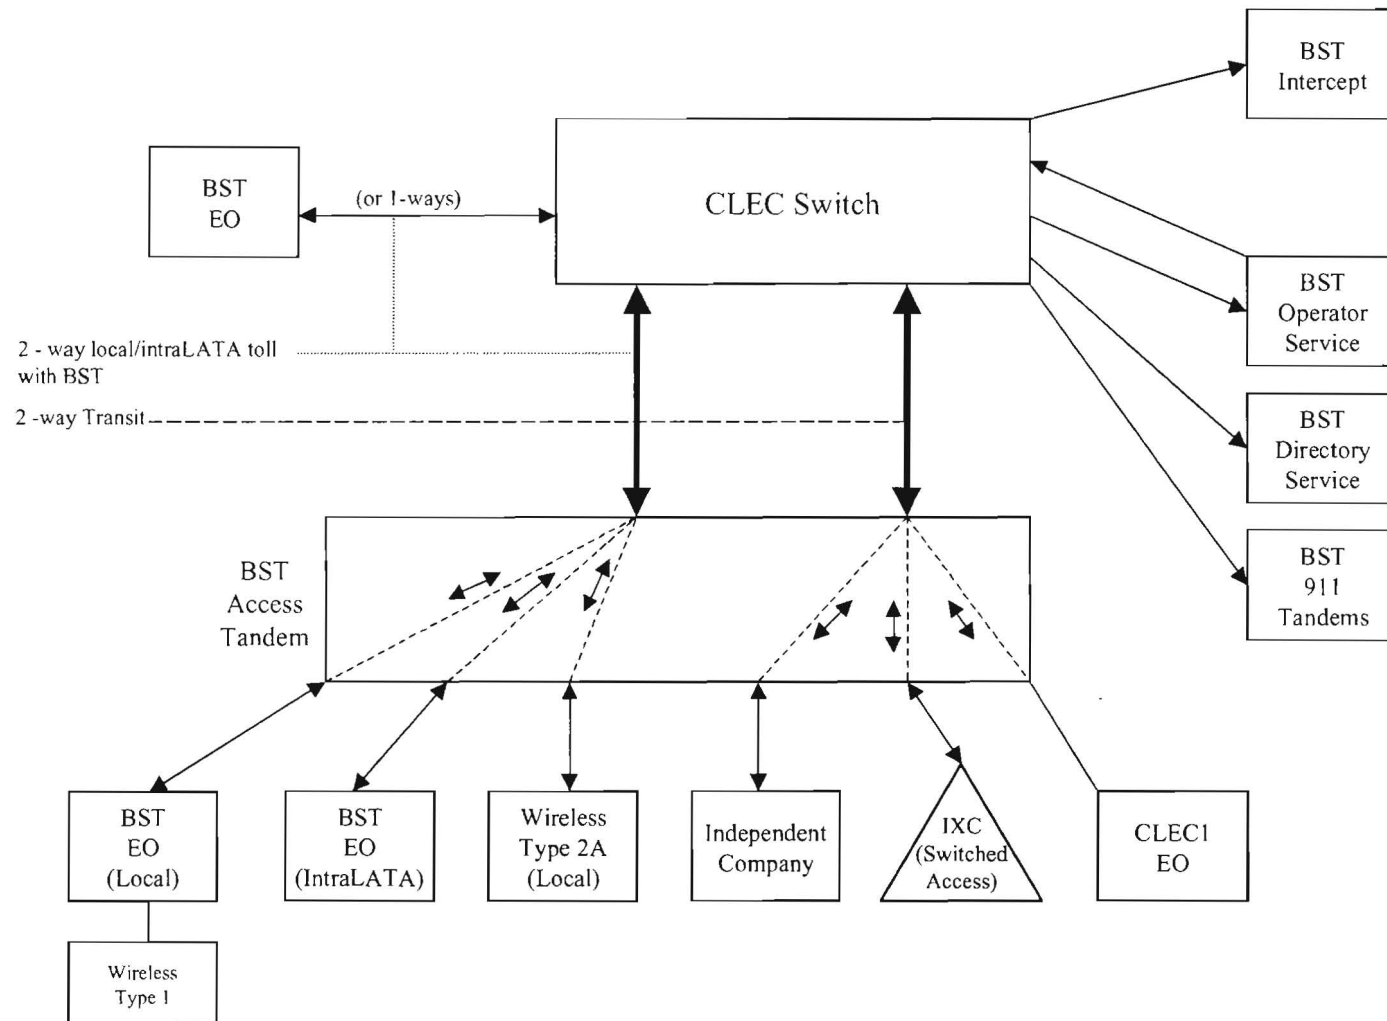 BST
Intercept
BST
EO
(or 1-ways)
CLEC Switch
BST
Operator
Service
2 - way local/intraLATA toll
with BST
2 -way Transit
BST
Directory
Service
BST
911
Tandems
BST
Access
Tandem
BST
EO
(Local)
BST
EO
(IntraLATA)
Wireless
Type 2A
(Local)
Independent
Company
IXC
(Switched
Access)
CLEC1
EO
Wireless
Type 1